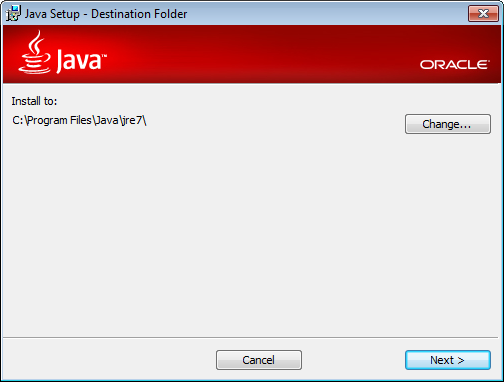 Java Setup - Destination Folder
Java™
ORACLE®
Install to:
C:\Program Files\Java\jre7\
Change...
Cancel
Next >